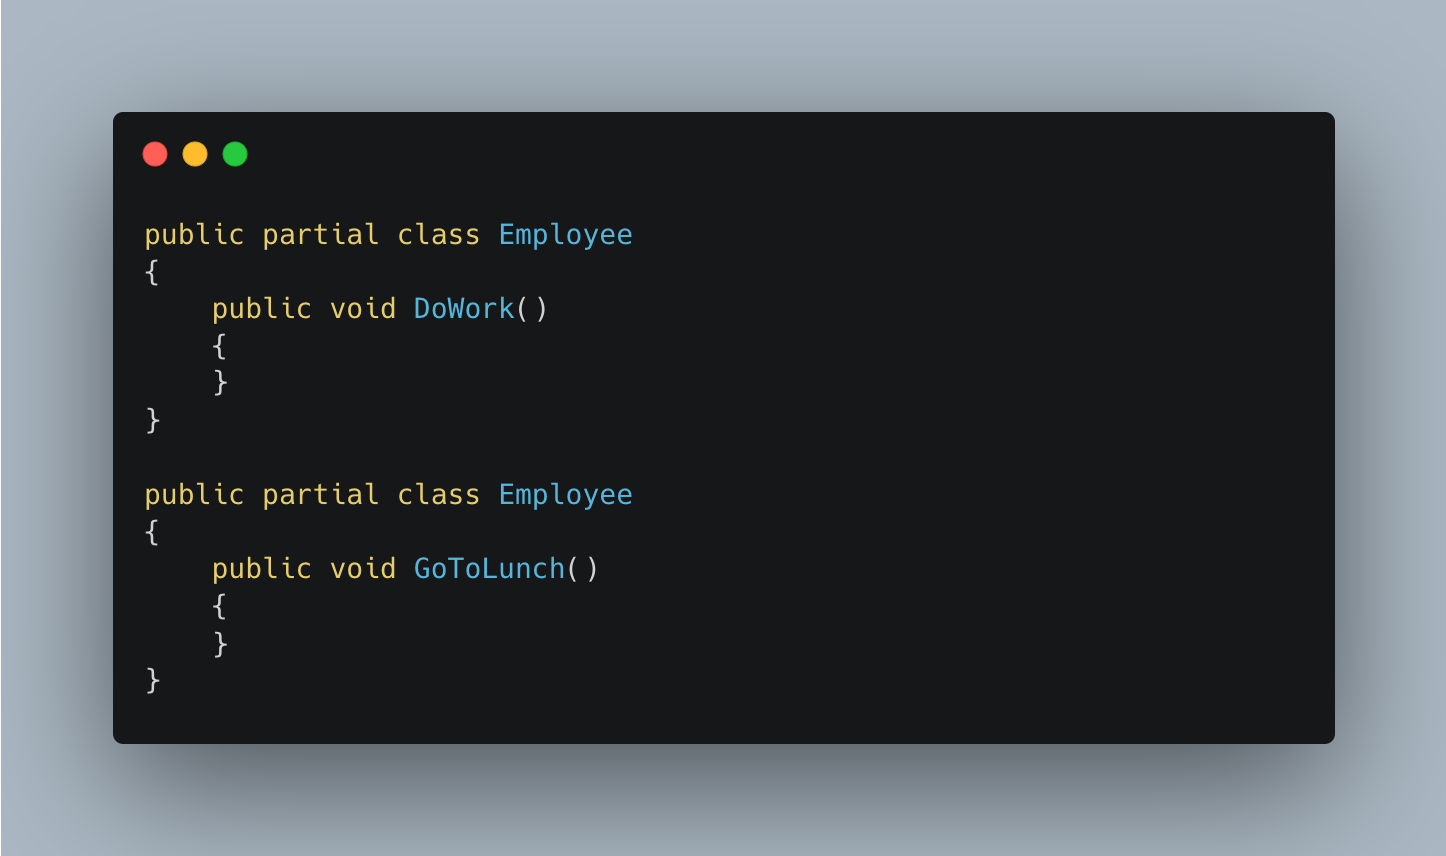 public partial class Employee
{
    public void DoWork()
    {
    }
}

public partial class Employee
{
    public void GoToLunch()
    {
    }
}